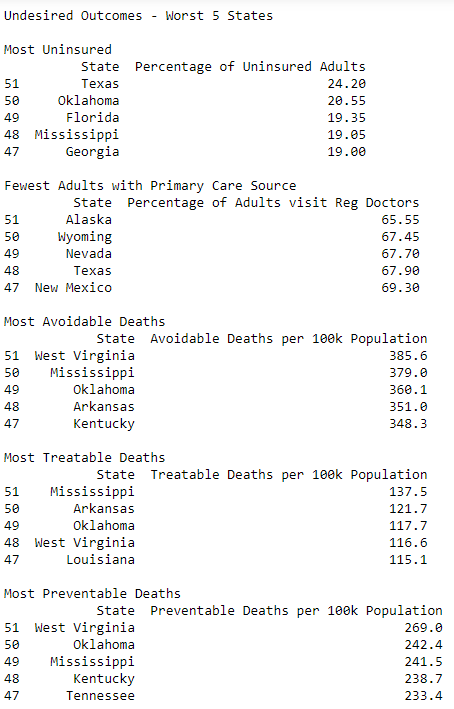 Undesired Outcomes - Worst 5 States
Most Uninsured
State Percentage of Uninsured Adults
51 Texas 24.20
50 Oklahoma 20.55
49 Florida 19.35
48 Mississippi 19.05
47 Georgia 19.00
Fewest Adults with Primary Care Source
State Percentage of Adults visit Reg Doctors
51 Alaska 65.55
50 Wyoming 67.45
49 Nevada 67.70
48 Texas 67.90
47 New Mexico 69.30
Most Avoidable Deaths
State Avoidable Deaths per 100k Population
51 West Virginia 385.6
50 Mississippi 379.0
49 Oklahoma 360.1
48 Arkansas 351.0
47 Kentucky 348.3
Most Treatable Deaths
State Treatable Deaths per 100k Population
51 Mississippi 137.5
50 Arkansas 121.7
49 Oklahoma 117.7
48 West Virginia 116.6
47 Louisiana 115.1
Most Preventable Deaths
State Preventable Deaths per 100k Population
51 West Virginia 269.0
50 Oklahoma 242.4
49 Mississippi 241.5
48 Kentucky 238.7
47 Tennessee 233.4